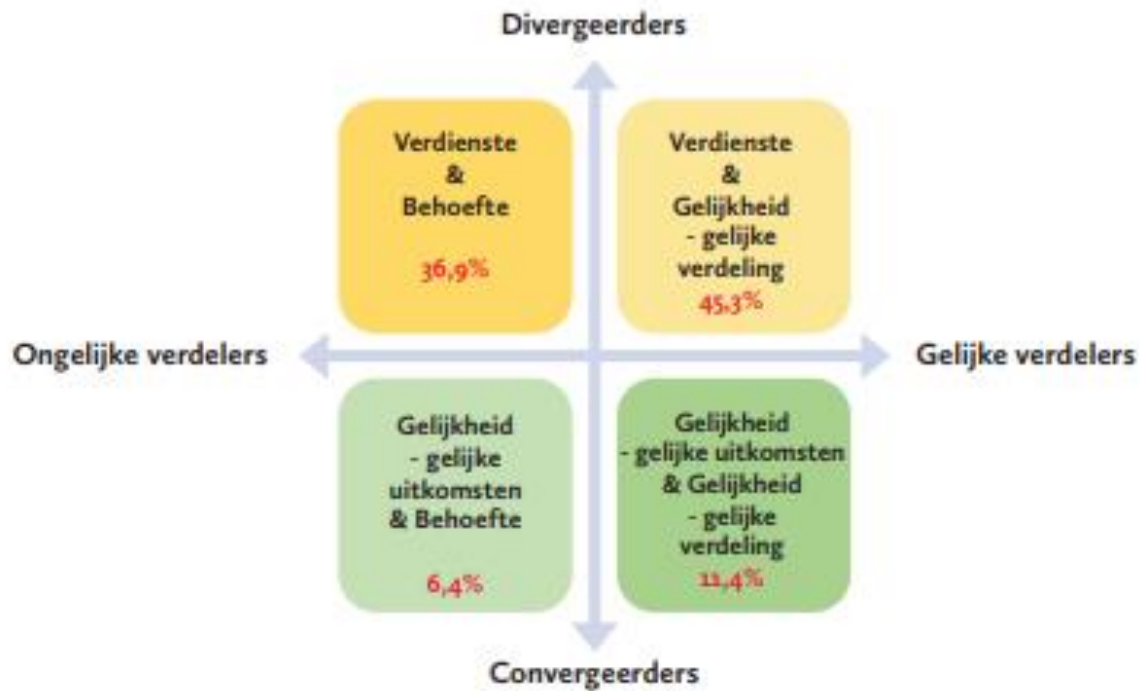 Divergeerders
Verdienste
&
Behoefte
36,9%
Verdienste
&
Gelijkheid
- gelijke
verdeling
45,3%
Ongelijke verdelers
Gelijke verdelers
Gelijkheid
- gelijke
uitkomsten
& Behoefte
6,4%
Gelijkheid
- gelijke uitkomsten
& Gelijkheid
- gelijke
verdeling
11,4%
Convergeerders